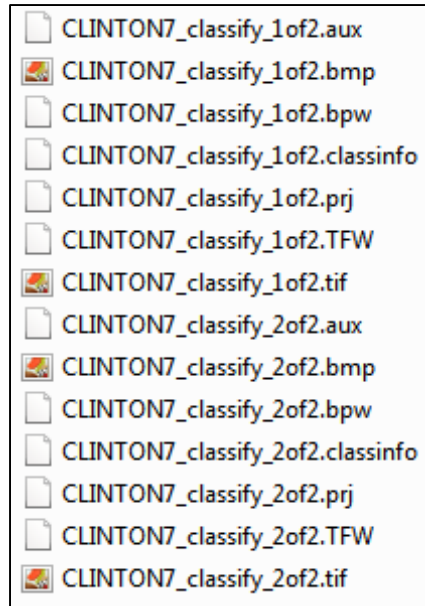 CLINTON7_classify_1of2.aux
CLINTON7_classify_1of2.bmp
CLINTON7_classify_1of2.bpw
CLINTON7_classify_1of2.classinfo
CLINTON7_classify_1of2.prj
CLINTON7_classify_1of2.TFW
CLINTON7_classify_1of2.tif
CLINTON7_classify_2of2.aux
CLINTON7_classify_2of2.bmp
CLINTON7_classify_2of2.bpw
CLINTON7_classify_2of2.classinfo
CLINTON7_classify_2of2.prj
CLINTON7_classify_2of2.TFW
CLINTON7_classify_2of2.tif